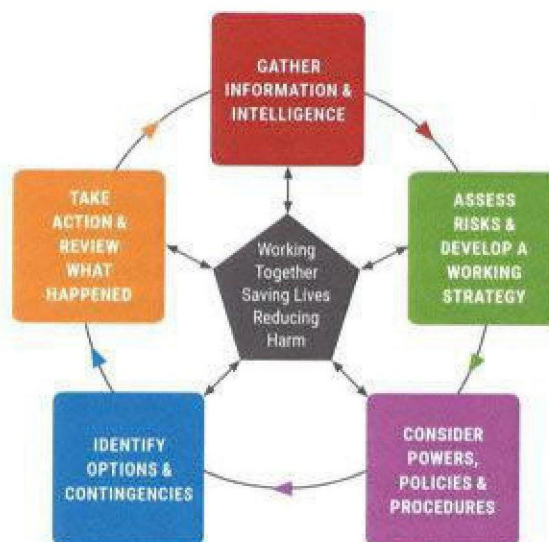 GATHER
INFORMATION &
INTELLIGENCE
ASSESS
RISKS &
DEVELOP A
WORKING
STRATEGY
CONSIDER
POWERS,
POLICIES &
PROCEDURES
IDENTIFY
OPTIONS &
CONTINGENCIES
TAKE
ACTION &
REVIEW
WHAT
HAPPENED
Working
Together
Saving Lives
Reducing
Harm